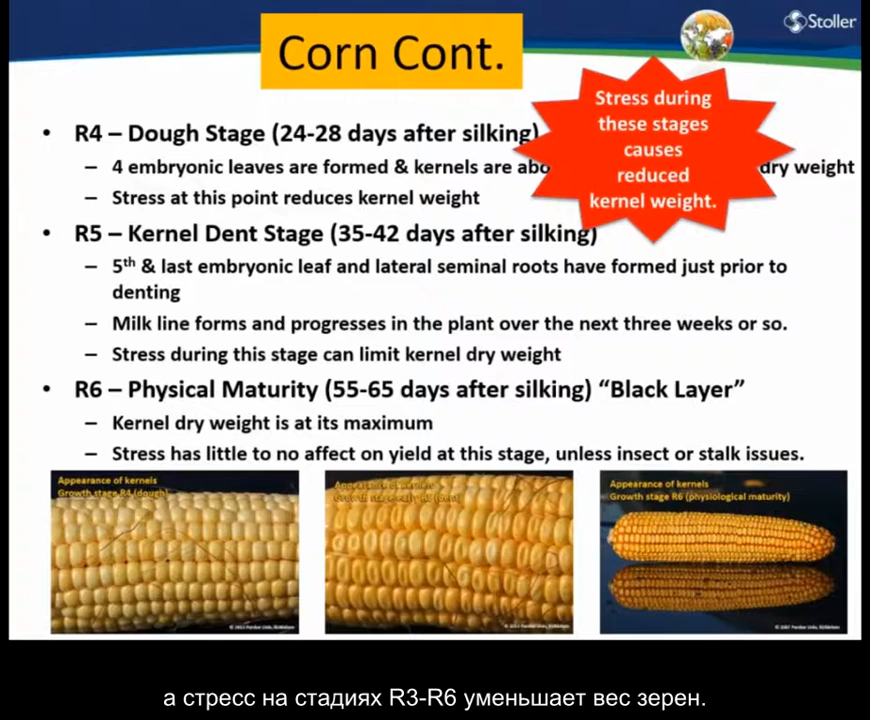 Stoller
Corn Cont.
Stress during
these stages
causes
reduced
kernel weight.
• R4 – Dough Stage (24-28 days after silking)
– 4 embryonic leaves are formed & kernels are abo dry weight
– Stress at this point reduces kernel weight
• R5 – Kernel Dent Stage (35-42 days after silking)
– 5th & last embryonic leaf and lateral seminal roots have formed just prior to
denting
– Milk line forms and progresses in the plant over the next three weeks or so.
– Stress during this stage can limit kernel dry weight
• R6 – Physical Maturity (55-65 days after silking) “Black Layer”
– Kernel dry weight is at its maximum
– Stress has little to no affect on yield at this stage, unless insect or stalk issues.
Appearance of kernels
Growth stage R4 (dough)
Appearance of kernels
Growth stage
Appearance of kernels
Growth stage R6 (physiological maturity)
а стресс на стадиях R3-R6 уменьшает вес зерен.